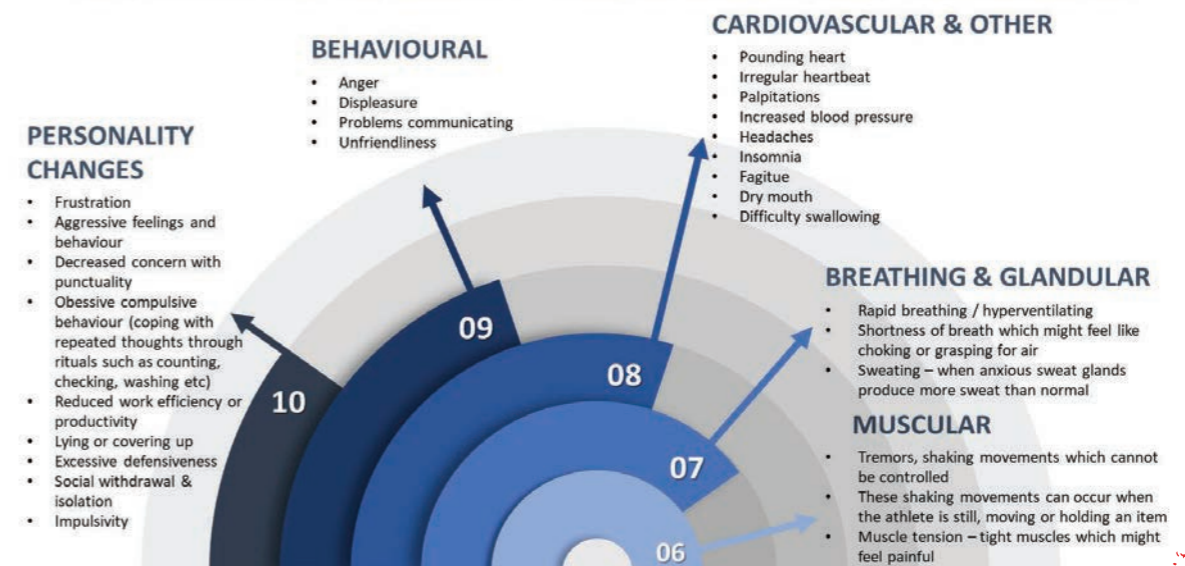 CARDIOVASCULAR & OTHER
• Pounding heart
• Irregular heartbeat
• Palpitations
• Increased blood pressure
• Headaches
• Insomnia
• Fagitue
• Dry mouth
• Difficulty swallowing
BEHAVIOURAL
• Anger
• Displeasure
• Problems communicating
• Unfriendliness
PERSONALITY
CHANGES
• Frustration
• Aggressive feelings and
behaviour
• Decreased concern with
punctuality
• Obessive compulsive
behaviour (coping with
repeated thoughts through
rituals such as counting,
checking, washing etc)
• Reduced work efficiency or
productivity
• Lying or covering up
• Excessive defensiveness
• Social withdrawal &
isolation
• Impulsivity
BREATHING & GLANDULAR
• Rapid breathing / hyperventilating
• Shortness of breath which might feel like
choking or grasping for air
• Sweating – when anxious sweat glands
produce more sweat than normal
MUSCULAR
• Tremors, shaking movements which cannot
be controlled
• These shaking movements can occur when
the athlete is still, moving or holding an item
• Muscle tension – tight muscles which might
feel painful
10
09
08
07
06